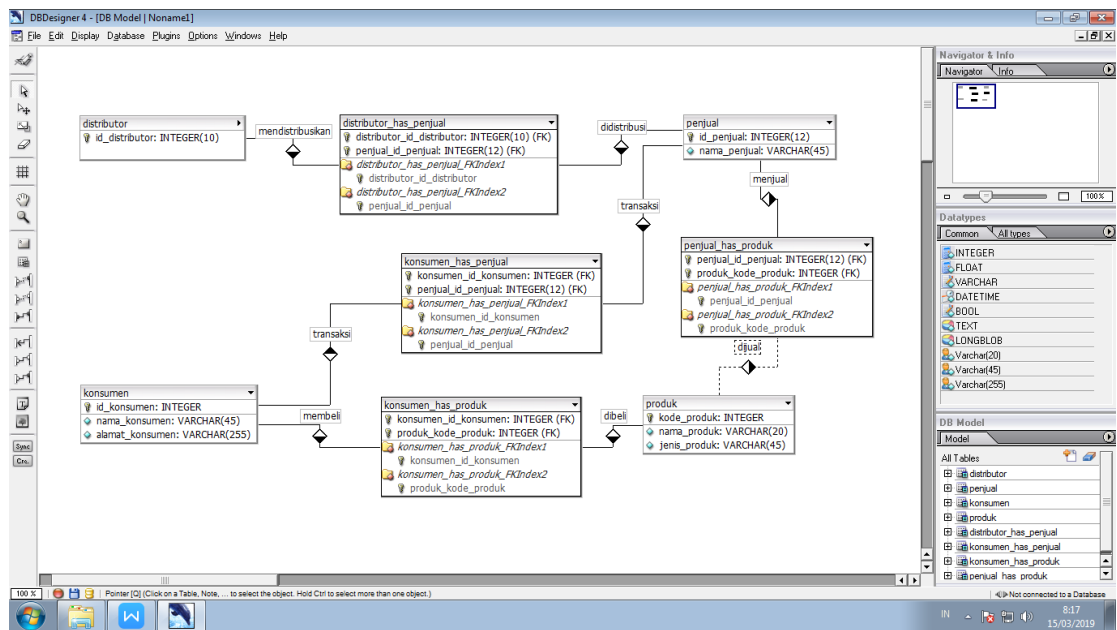 DBDesigner 4 - [DB Model | Noname1]
File Edit Display Database Plugins Options Windows Help
distributor
id_distributor: INTEGER(10)
mendistribusikan
distributor_has_penjual
distributor_id_distributor: INTEGER(10) (FK)
penjual_id_penjual: INTEGER(12) (FK)
distributor_has_penjual_FKIndex1
distributor_id_distributor
distributor_has_penjual_FKIndex2
penjual_id_penjual
didistribusi
penjual
id_penjual: INTEGER(12)
nama_penjual: VARCHAR(45)
menjual
transaksi
konsumen_has_penjual
konsumen_id_konsumen: INTEGER (FK)
penjual_id_penjual: INTEGER(12) (FK)
konsumen_has_penjual_FKIndex1
konsumen_id_konsumen
konsumen_has_penjual_FKIndex2
penjual_id_penjual
penjual_has_produk
penjual_id_penjual: INTEGER(12) (FK)
produk_kode_produk: INTEGER (FK)
penjual_has_produk_FKIndex1
penjual_id_penjual
penjual_has_produk_FKIndex2
produk_kode_produk
transaksi
dijual
konsumen
id_konsumen: INTEGER
nama_konsumen: VARCHAR(45)
alamat_konsumen: VARCHAR(255)
membeli
konsumen_has_produk
konsumen_id_konsumen: INTEGER (FK)
produk_kode_produk: INTEGER (FK)
konsumen_has_produk_FKIndex1
konsumen_id_konsumen
konsumen_has_produk_FKIndex2
produk_kode_produk
dibeli
produk
kode_produk: INTEGER
nama_produk: VARCHAR(20)
jenis_produk: VARCHAR(45)
Navigator & Info
Navigator Info
100 %
Datatypes
Common All types
INTEGER
FLOAT
VARCHAR
DATETIME
BOOL
TEXT
LONGBLOB
Varchar(20)
Varchar(45)
Varchar(255)
DB Model
Model
All Tables
distributor
penjual
konsumen
produk
distributor_has_penjual
konsumen_has_penjual
konsumen_has_produk
penjual_has_produk
Sync
Cre.
100 % Pointer [Q] (Click on a Table, Note, ... to select the object. Hold Ctrl to select more than one object.) Not connected to a Database
IN 8:17
15/03/2019